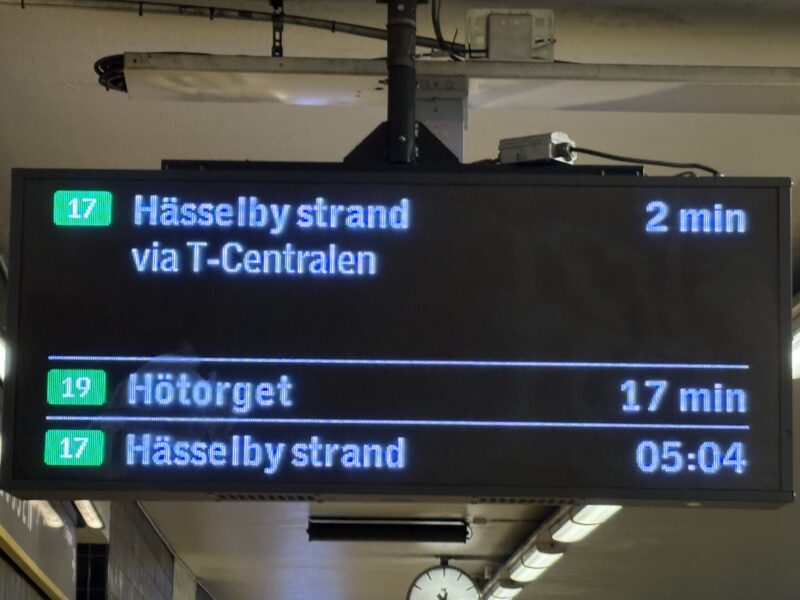 17 Hässelby strand 2 min
via T-Centralen
19 Hötorget 17 min
17 Hässelby strand 05:04